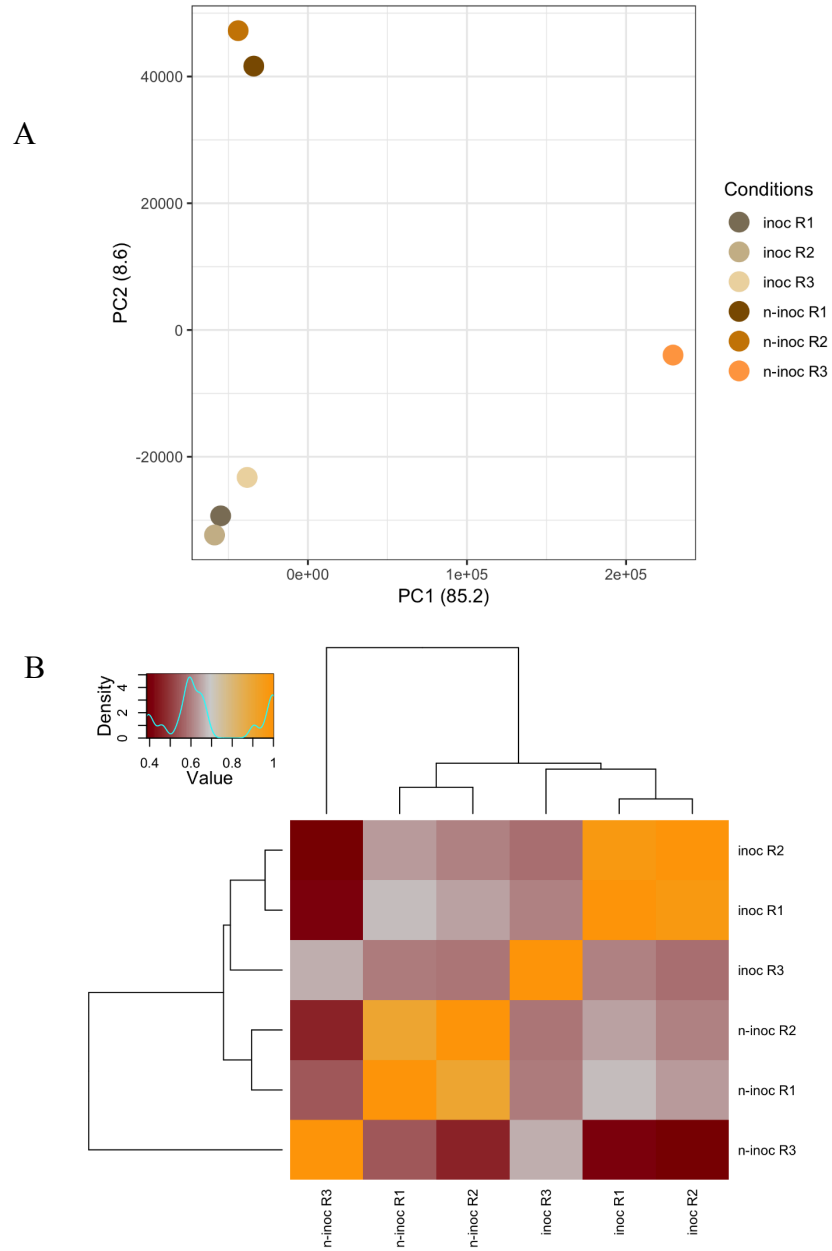 A
40000
20000
0
-20000
PC2 (8.6)
0e+00
1e+05
2e+05
PC1 (85.2)
Conditions
inoc R1
inoc R2
inoc R3
n-inoc R1
n-inoc R2
n-inoc R3
B
Density
0 2 4
0.4 0.6 0.8 1
Value
inoc R2
inoc R1
inoc R3
n-inoc R2
n-inoc R1
n-inoc R3
n-inoc R3
n-inoc R1
n-inoc R2
inoc R3
inoc R1
inoc R2